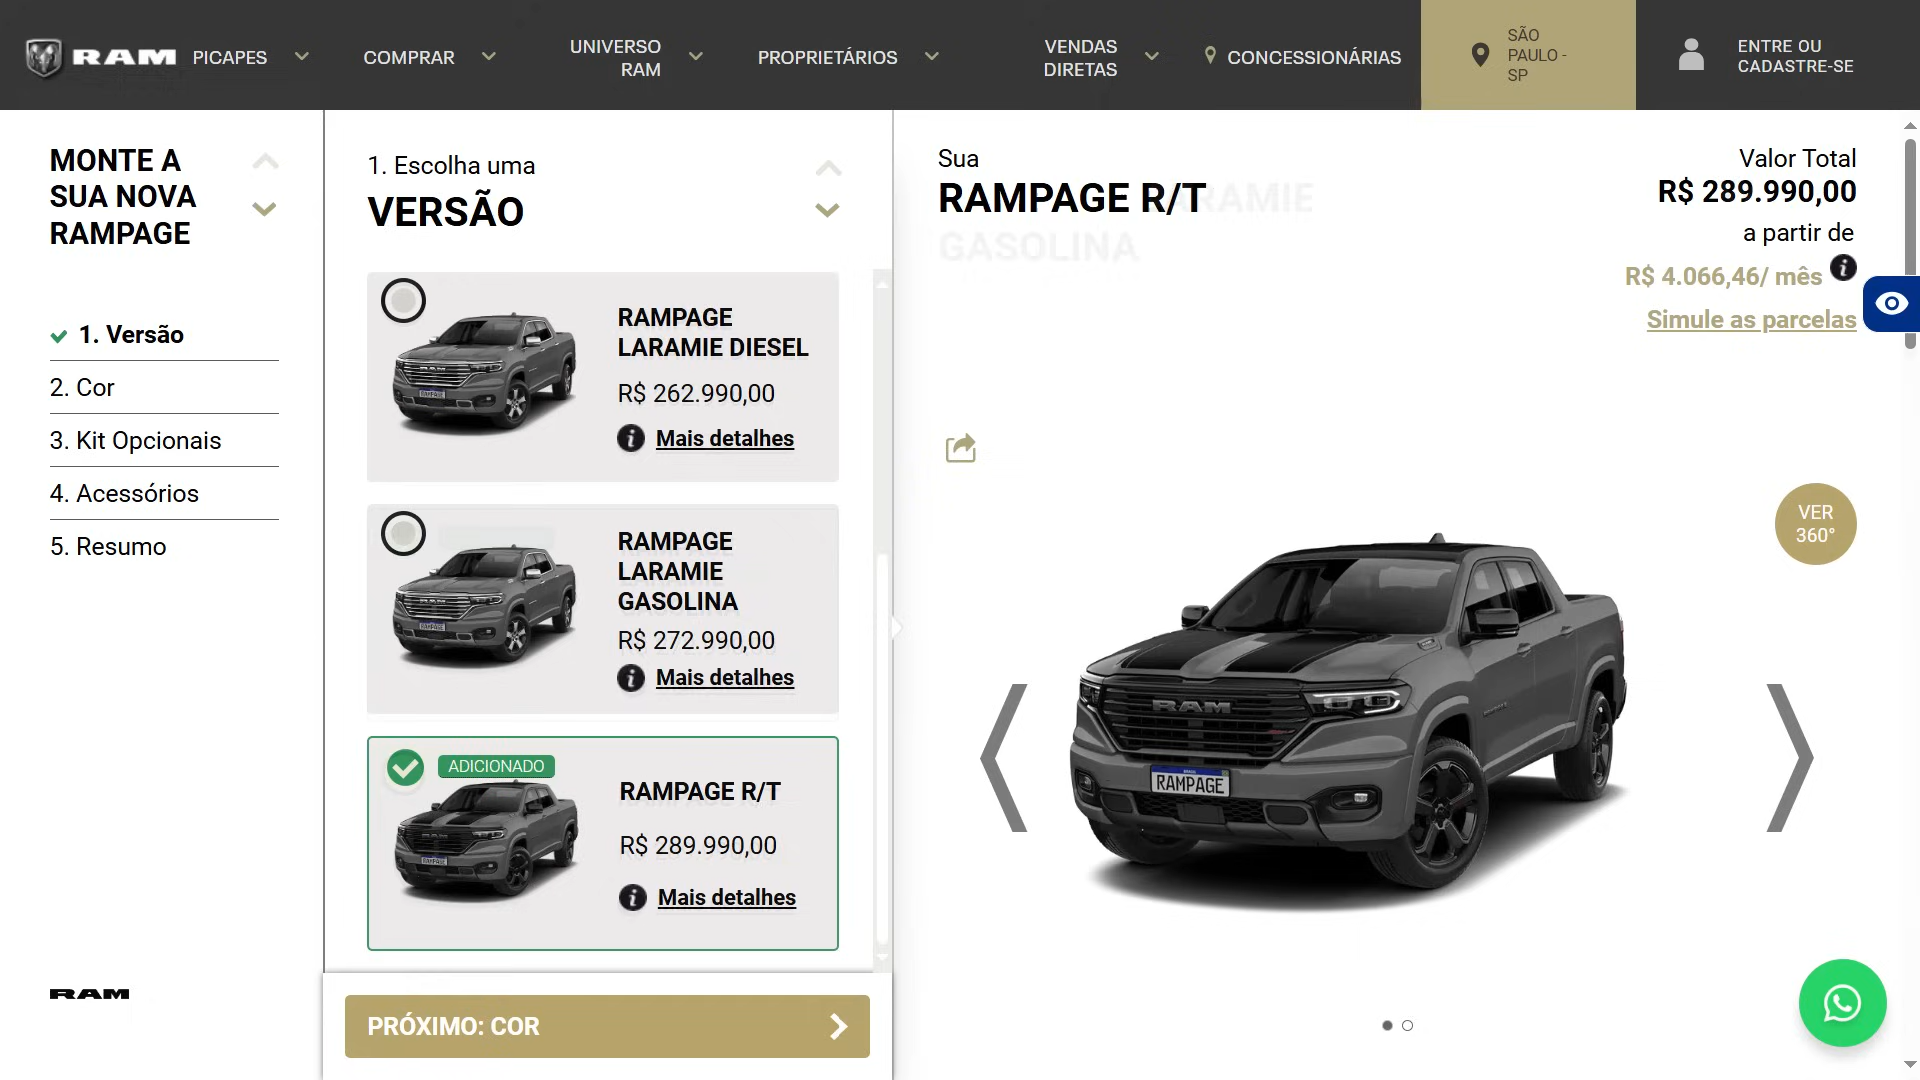 RAM
PICAPES
COMPRAR
UNIVERSO
RAM
PROPRIETÁRIOS
VENDAS
DIRETAS
CONCESSIONÁRIAS
SÃO
PAULO -
SP
ENTRE OU
CADASTRE-SE
MONTE A
SUA NOVA
RAMPAGE
1. Versão
2. Cor
3. Kit Opcionais
4. Acessórios
5. Resumo
RAM
1. Escolha uma
VERSÃO
RAMPAGE
LARAMIE DIESEL
R$ 262.990,00
Mais detalhes
RAMPAGE
LARAMIE
GASOLINA
R$ 272.990,00
Mais detalhes
ADICIONADO
RAMPAGE R/T
R$ 289.990,00
Mais detalhes
PRÓXIMO: COR
Sua
RAMPAGE R/T
LARAMIE
GASOLINA
Valor Total
R$ 289.990,00
a partir de
R$ 4.066,46/ mês
Simule as parcelas
VER
360°
RAM
RAMPAGE